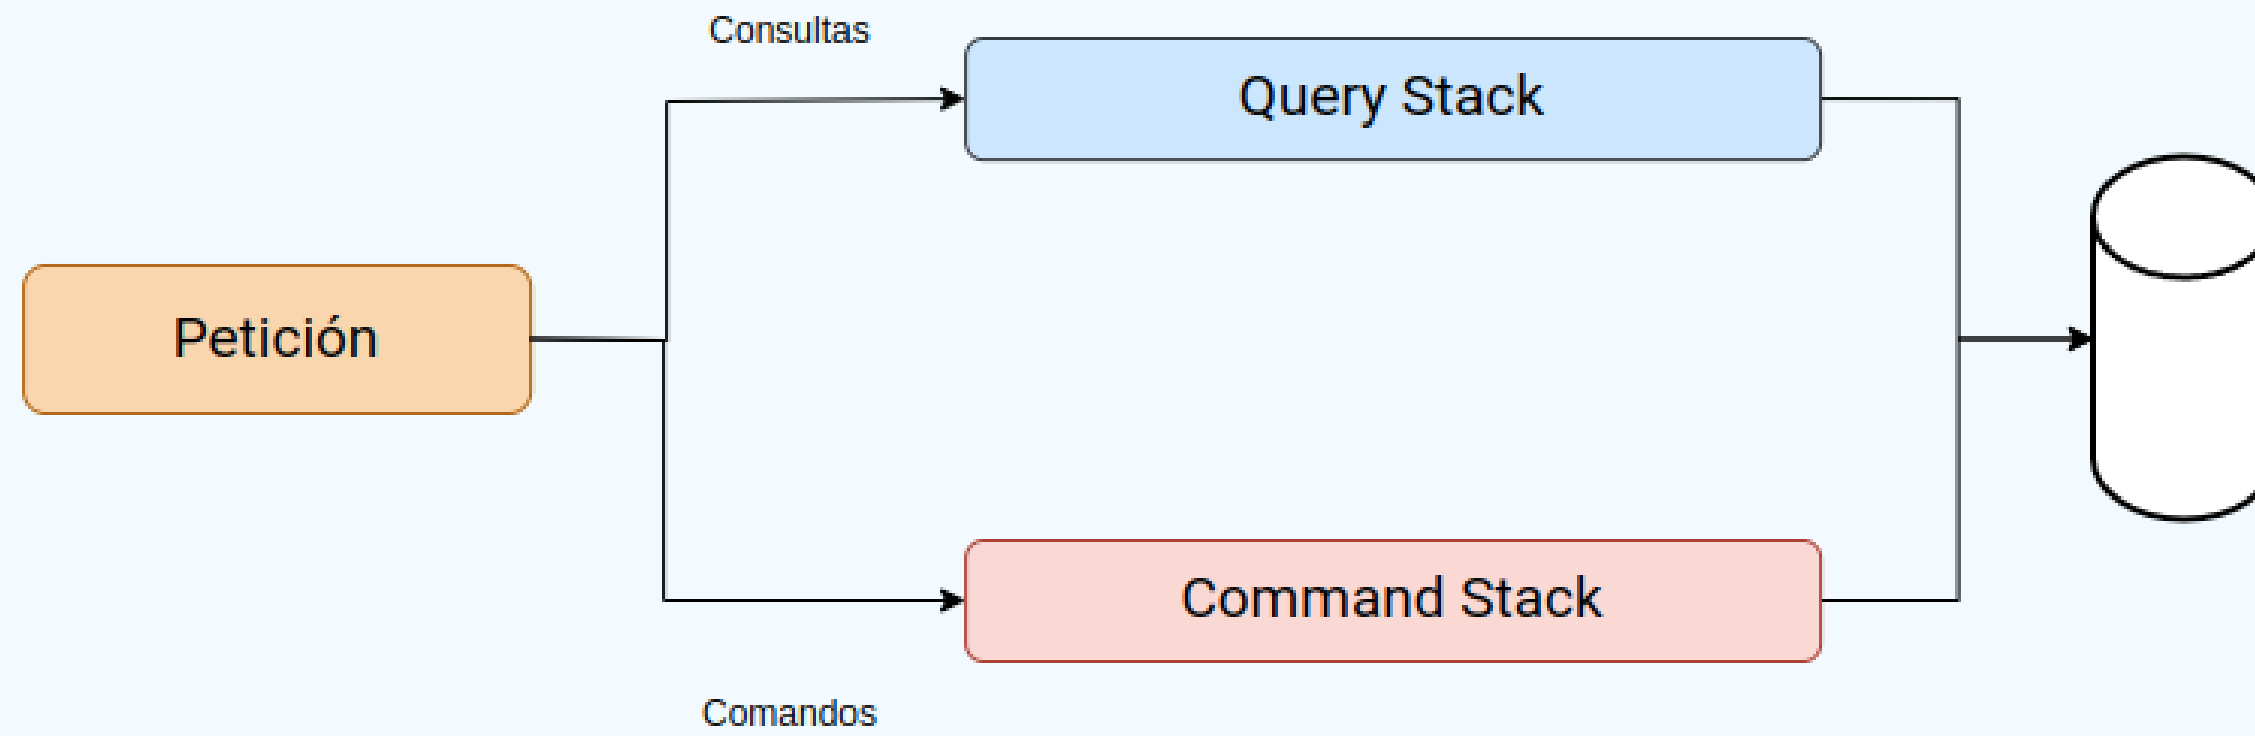 Consultas
Query Stack
Petición
Command Stack
Comandos